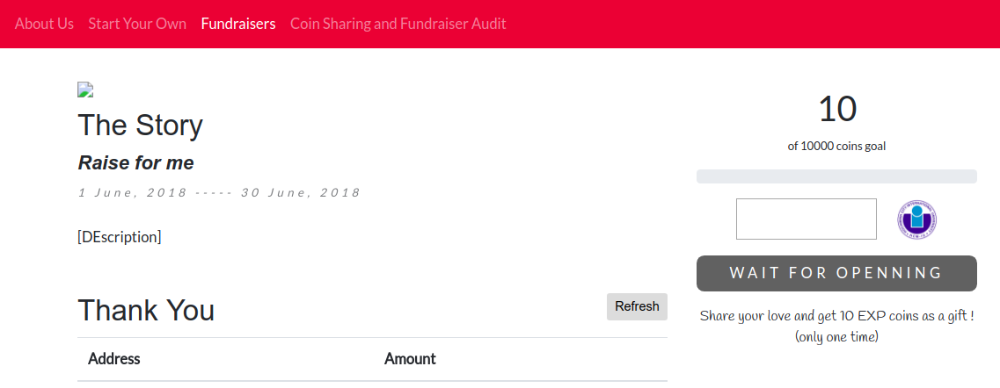 About Us Start Your Own Fundraisers Coin Sharing and Fundraiser Audit
The Story
Raise for me
1 June, 2018 ----- 30 June, 2018
[DEscription]
Thank You
Refresh
Address Amount
10
of 10000 coins goal
WAIT FOR OPENNING
Share your love and get 10 EXP coins as a gift !
(only one time)